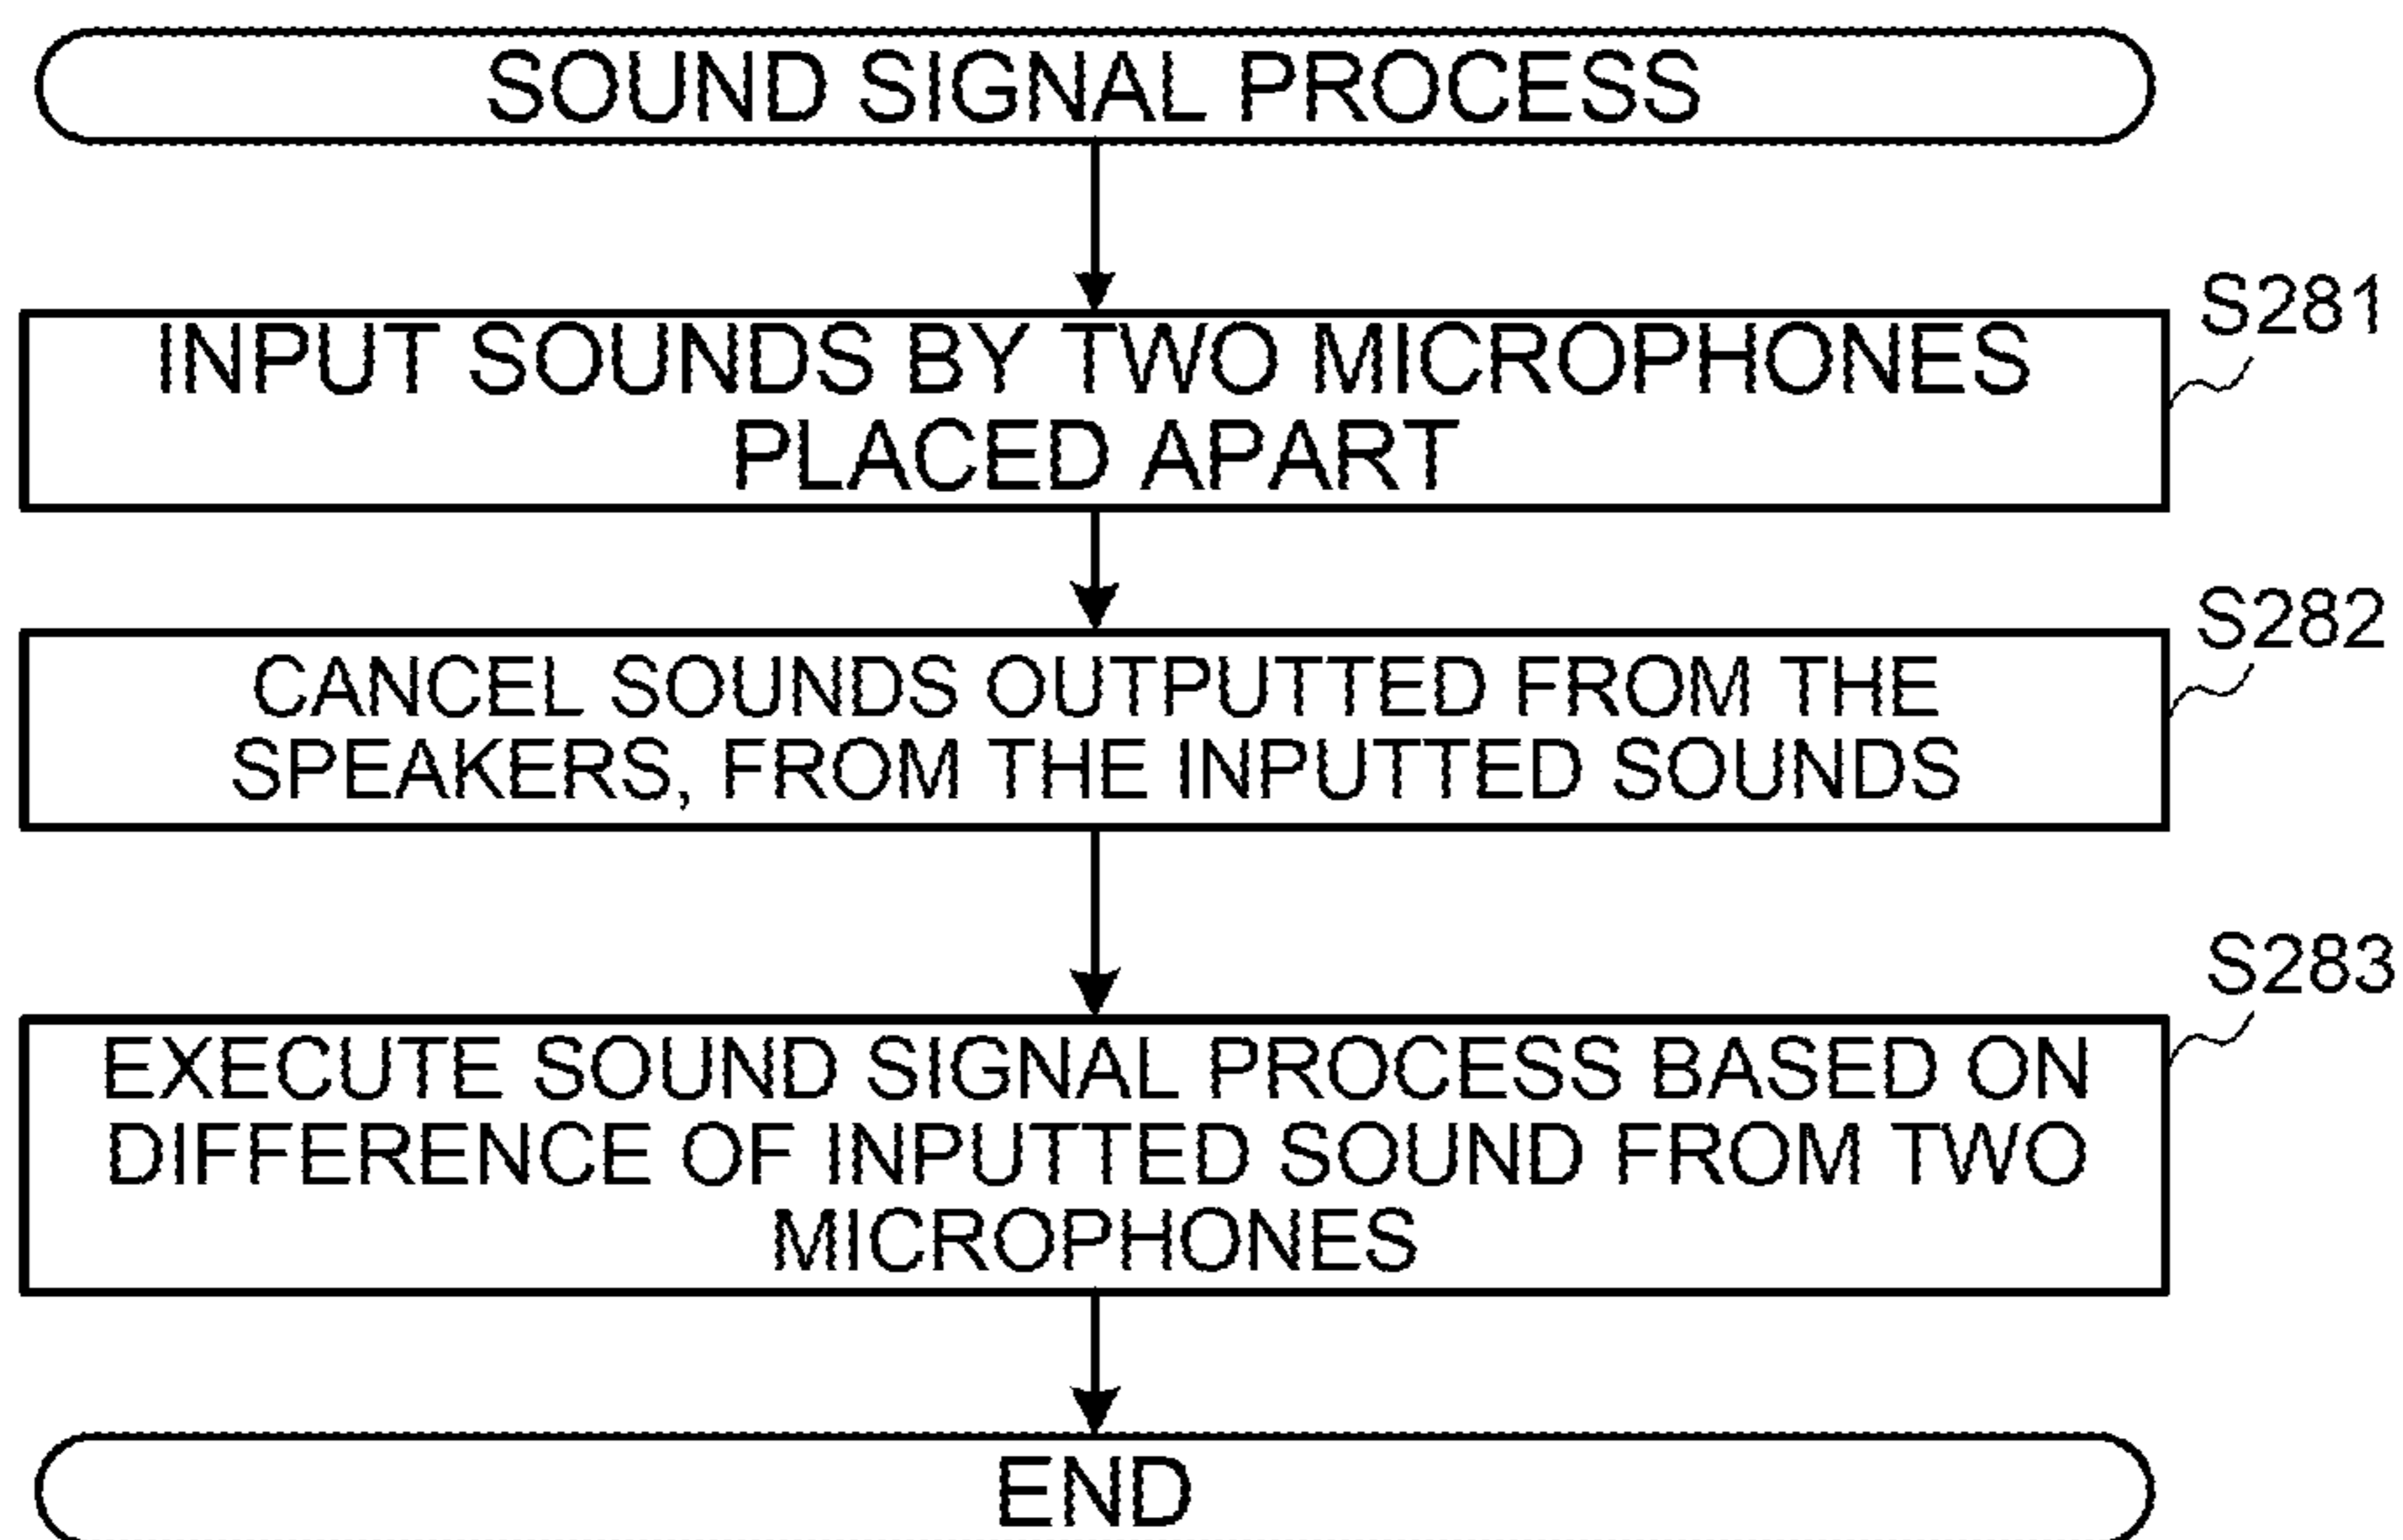 SOUND SIGNAL PROCESS
S281
INPUT SOUNDS BY TWO MICROPHONES
PLACED APART
S282
CANCEL SOUNDS OUTPUTTED FROM THE
SPEAKERS, FROM THE INPUTTED SOUNDS
S283
EXECUTE SOUND SIGNAL PROCESS BASED ON
DIFFERENCE OF INPUTTED SOUND FROM TWO
MICROPHONES
END